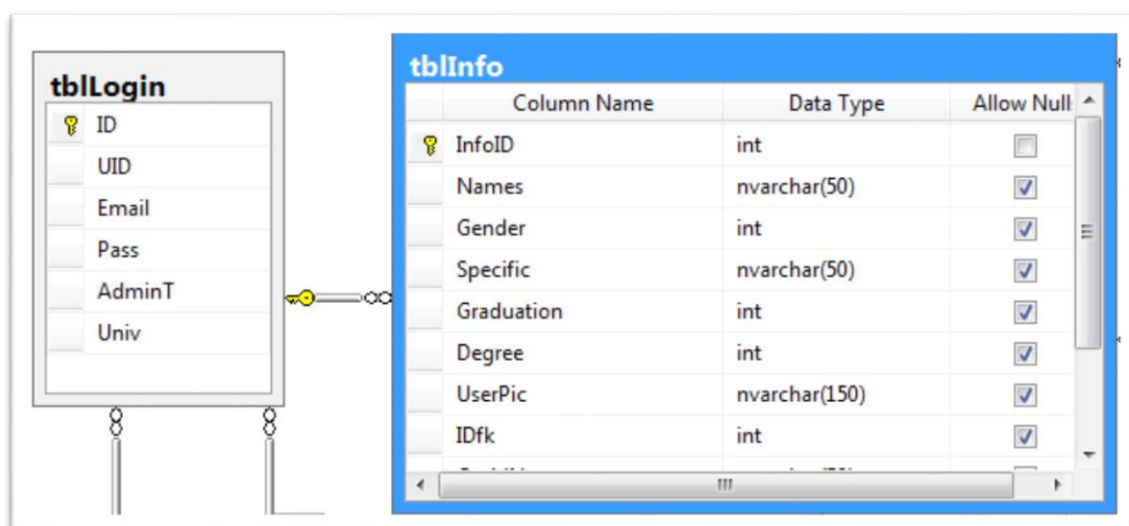 tblLogin
ID
UID
Email
Pass
AdminT
Univ
tblInfo
Column Name Data Type Allow Null
InfoID int
Names nvarchar(50)
Gender int
Specific nvarchar(50)
Graduation int
Degree int
UserPic nvarchar(150)
IDfk int